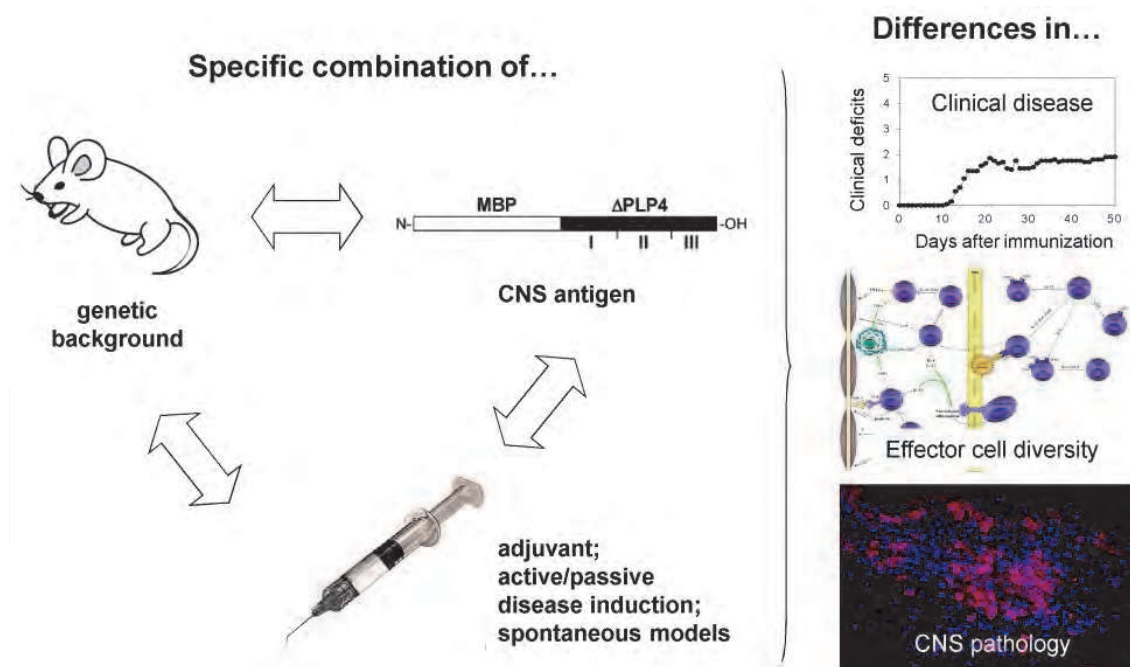 Specific combination of...
genetic
background
N-
MBP
ΔPLP4
-OH
I
II
III
CNS antigen
adjuvant;
active/passive
disease induction;
spontaneous models
Differences in...
Clinical disease
Clinical deficits
5
4
3
2
1
0
0 10 20 30 40 50
Days after immunization
Effector cell diversity
CNS pathology